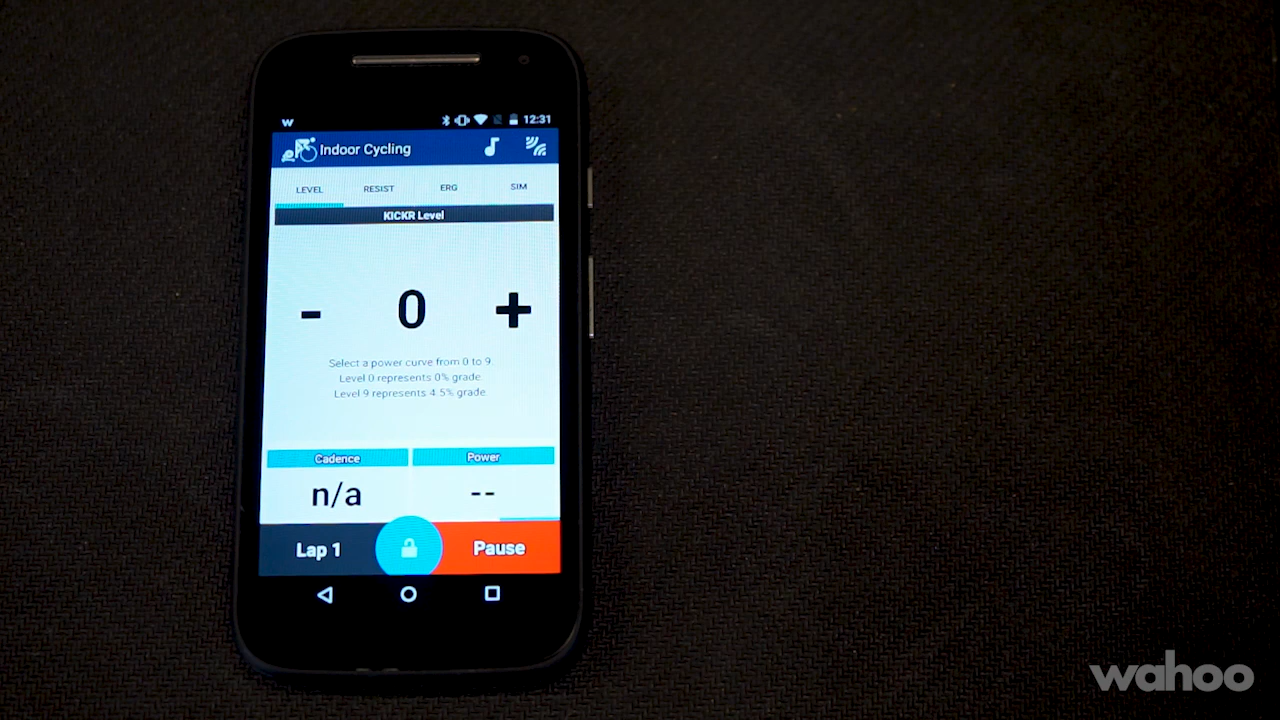 W 12:31
Indoor Cycling
LEVEL RESIST ERG SIM
KICKR Level
- 0 +
Select a power curve from 0 to 9.
Level 0 represents 0% grade.
Level 9 represents 4.5% grade.
Cadence Power
n/a --
Lap 1 Pause
wahoo